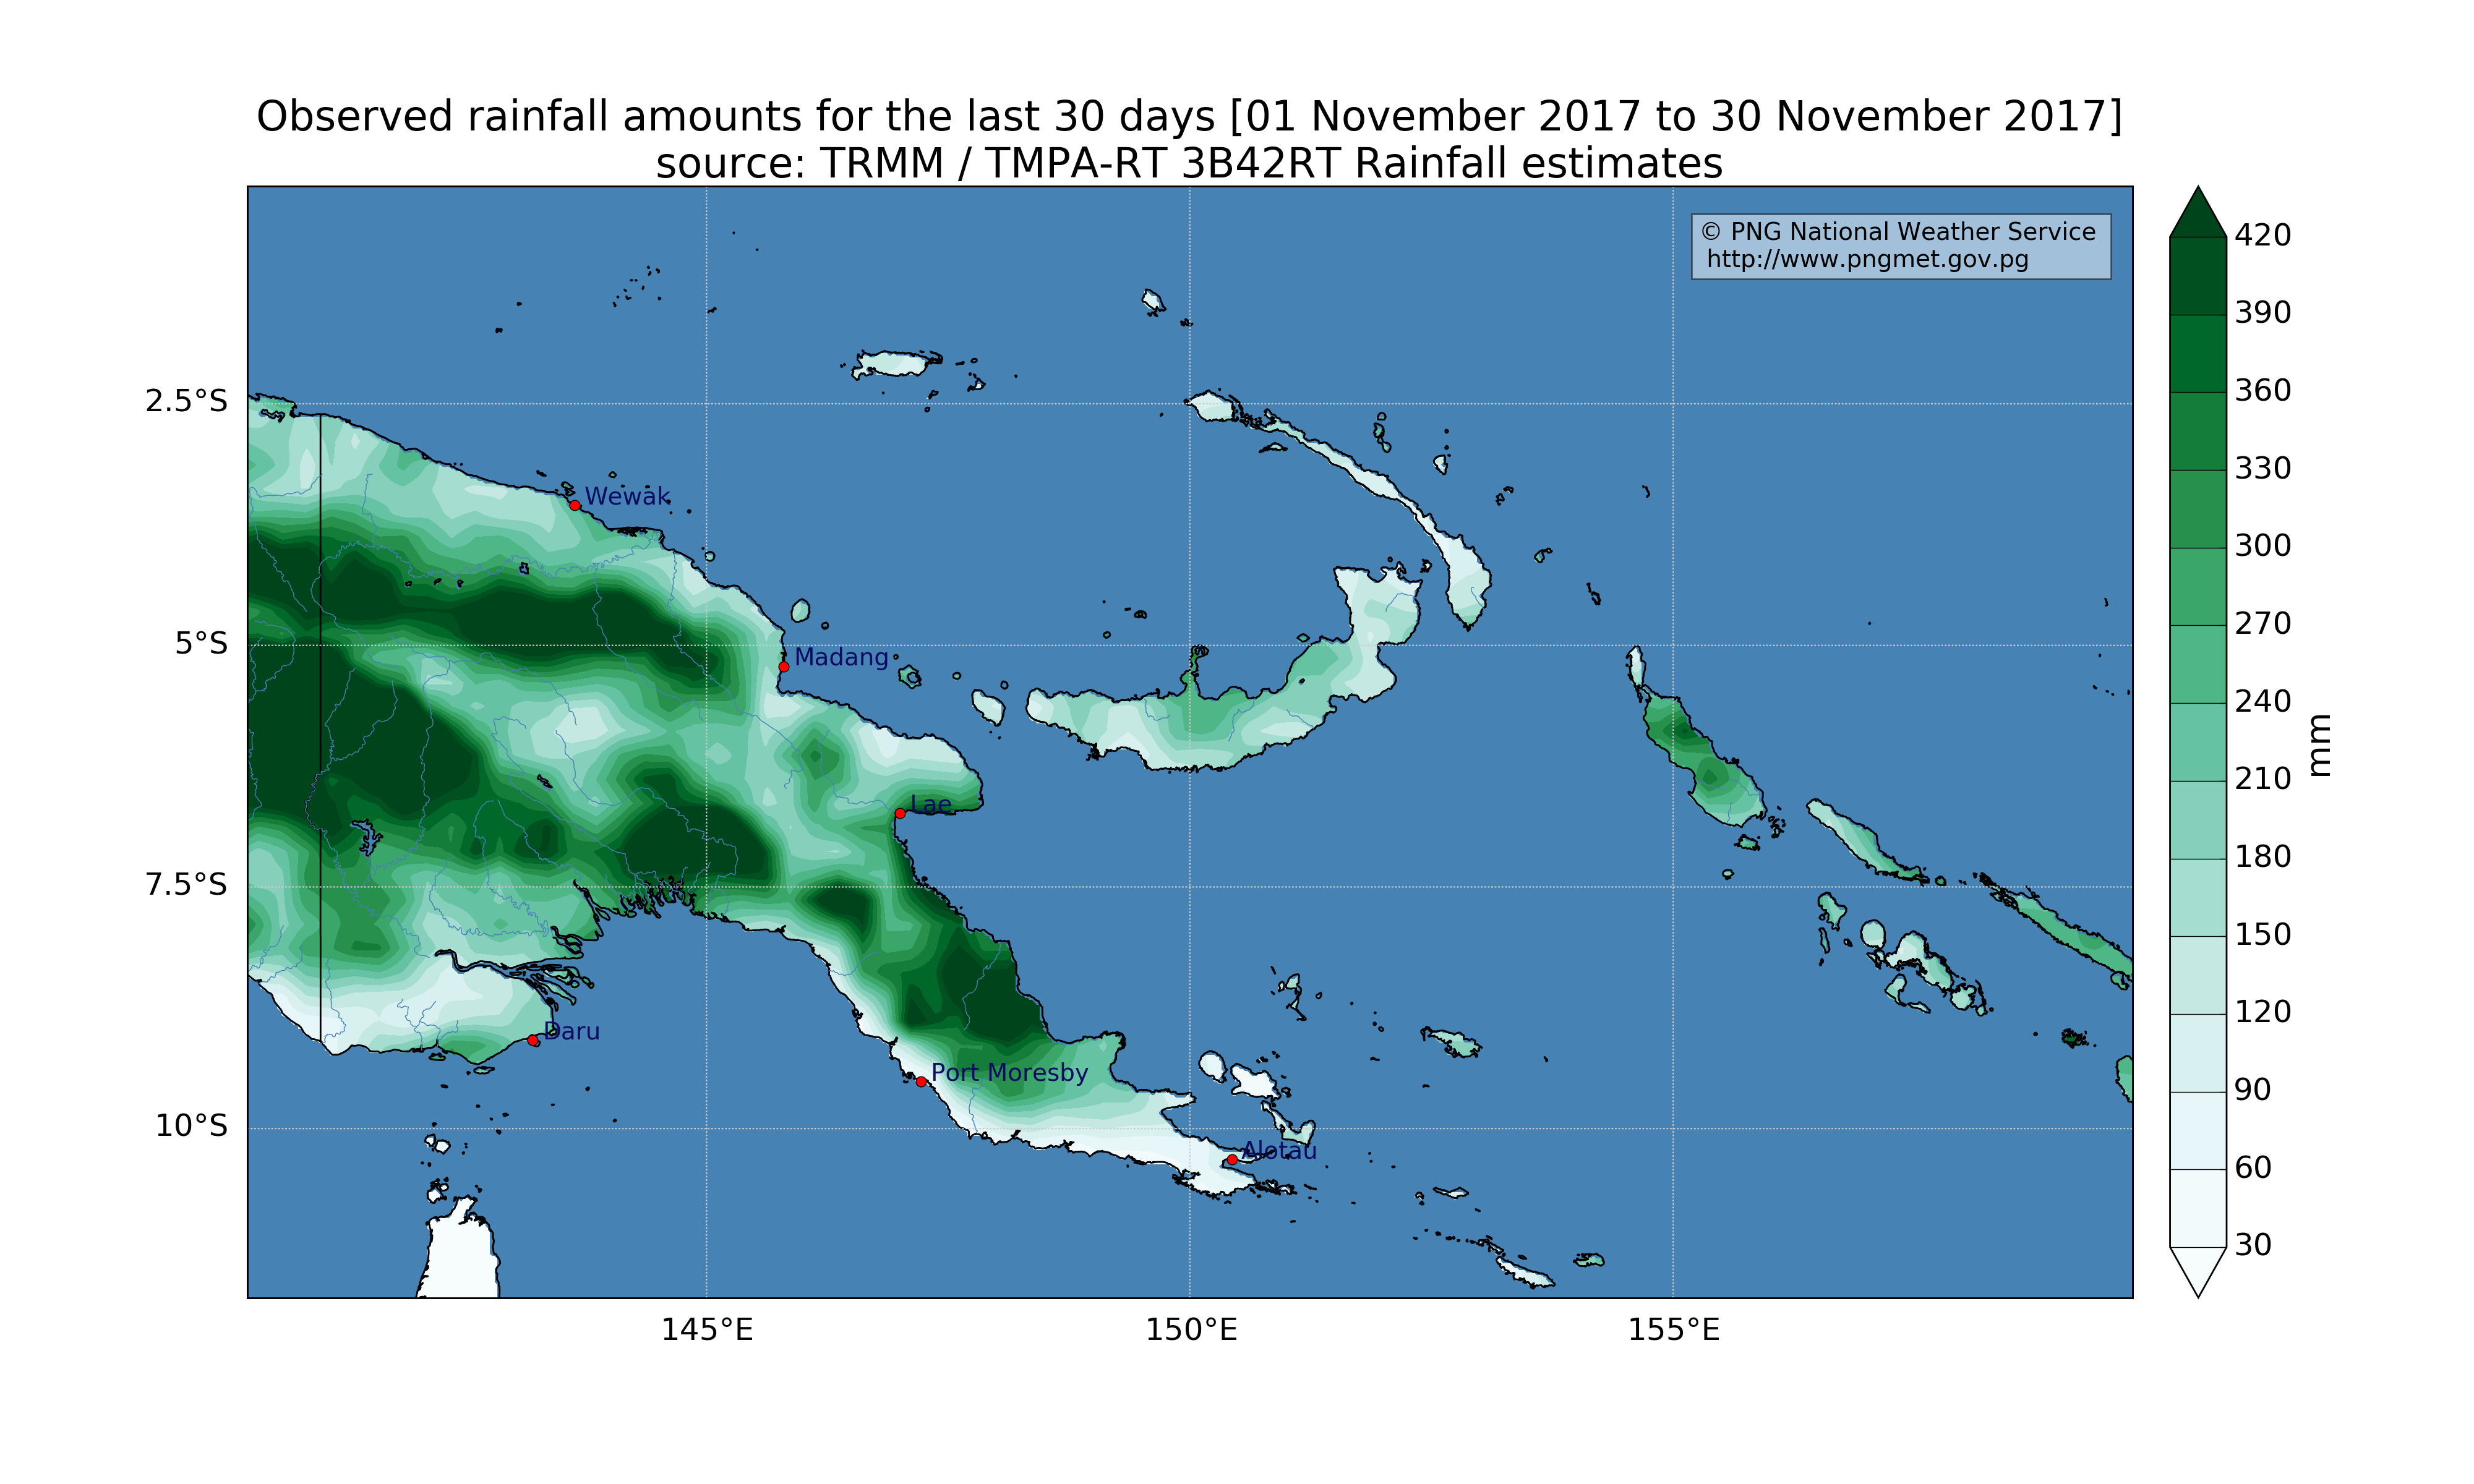 Observed rainfall amounts for the last 30 days [01 November 2017 to 30 November 2017]
source: TRMM / TMPA-RT 3B42RT Rainfall estimates
© PNG National Weather Service
http://www.pngmet.gov.pg
420
390
360
330
300
270
240
210
180
150
120
90
60
30
mm
2.5°S
5°S
7.5°S
10°S
Wewak
Madang
Lae
Daru
Port Moresby
Alotau
145°E
150°E
155°E